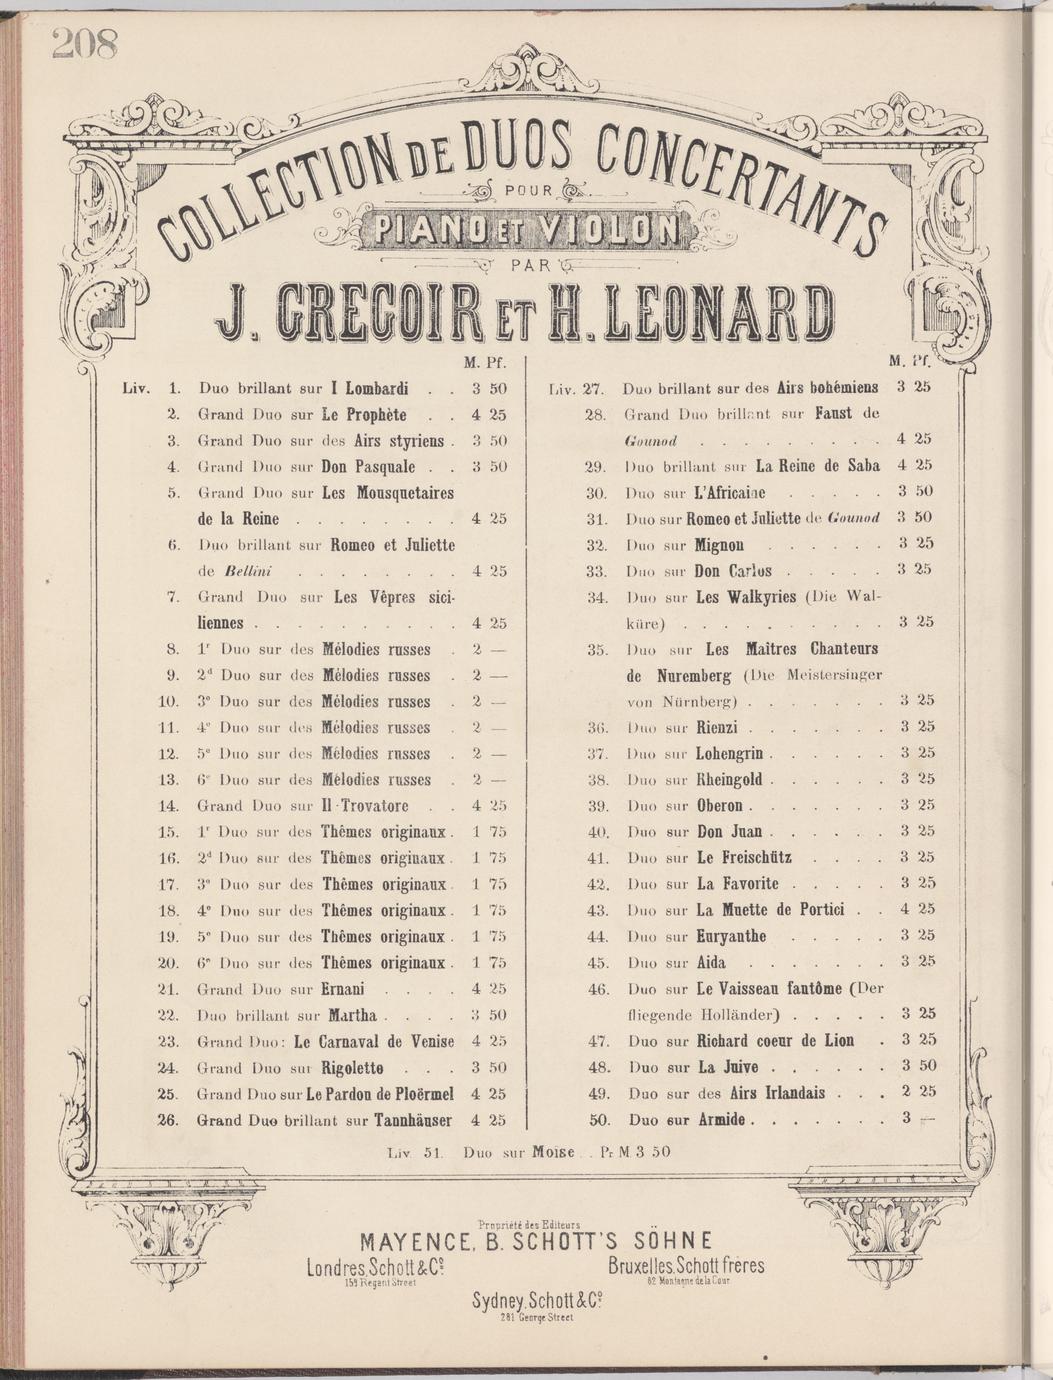 208
COLLECTION DE DUOS CONCERTANTS
POUR
PIANO ET VIOLON
PAR
J. GREGOIR ET H. LEONARD
M. Pf.
Liv. 1. Duo brillant sur I Lombardi . . 3 50
2. Grand Duo sur Le Prophète . . 4 25
3. Grand Duo sur des Airs styriens . 3 50
4. Grand Duo sur Don Pasquale . . 3 50
5. Grand Duo sur Les Mousquetaires
de la Reine . . . . . . . . 4 25
6. Duo brillant sur Romeo et Juliette
de Bellini . . . . . . . . 4 25
7. Grand Duo sur Les Vêpres sici-
liennes . . . . . . . . . . 4 25
8. 1r Duo sur des Mélodies russes . 2 —
9. 2d Duo sur des Mélodies russes . 2 —
10. 3e Duo sur des Mélodies russes . 2 —
11. 4e Duo sur des Mélodies russes . 2 —
12. 5e Duo sur des Mélodies russes . 2 —
13. 6e Duo sur des Mélodies russes . 2 —
14. Grand Duo sur Il Trovatore . . 4 25
15. 1r Duo sur des Thêmes originaux . 1 75
16. 2d Duo sur des Thêmes originaux . 1 75
17. 3e Duo sur des Thêmes originaux . 1 75
18. 4e Duo sur des Thêmes originaux . 1 75
19. 5e Duo sur des Thêmes originaux . 1 75
20. 6e Duo sur des Thêmes originaux . 1 75
21. Grand Duo sur Ernani . . . . 4 25
22. Duo brillant sur Martha . . . . 3 50
23. Grand Duo: Le Carnaval de Venise 4 25
24. Grand Duo sur Rigolette . . . 3 50
25. Grand Duo sur Le Pardon de Ploërmel 4 25
26. Grand Duo brillant sur Tannhäuser 4 25
M. Pf.
Liv. 27. Duo brillant sur des Airs bohémiens 3 25
28. Grand Duo brillant sur Faust de
Gounod . . . . . . . . . 4 25
29. Duo brillant sur La Reine de Saba 4 25
30. Duo sur L'Africaine . . . . . 3 50
31. Duo sur Romeo et Juliette de Gounod 3 50
32. Duo sur Mignon . . . . . . 3 25
33. Duo sur Don Carlos . . . . . 3 25
34. Duo sur Les Walkyries (Die Wal-
küre) . . . . . . . . . . 3 25
35. Duo sur Les Maîtres Chanteurs
de Nuremberg (Die Meistersinger
von Nürnberg) . . . . . . . 3 25
36. Duo sur Rienzi . . . . . . . 3 25
37. Duo sur Lohengrin . . . . . . 3 25
38. Duo sur Rheingold . . . . . . 3 25
39. Duo sur Oberon . . . . . . . 3 25
40. Duo sur Don Juan . . . . . . 3 25
41. Duo sur Le Freischütz . . . . 3 25
42. Duo sur La Favorite . . . . . 3 25
43. Duo sur La Muette de Portici . . 4 25
44. Duo sur Euryanthe . . . . . 3 25
45. Duo sur Aida . . . . . . . 3 25
46. Duo sur Le Vaisseau fantôme (Der
fliegende Holländer) . . . . . 3 25
47. Duo sur Richard coeur de Lion . 3 25
48. Duo sur La Juive . . . . . . 3 50
49. Duo sur des Airs Irlandais . . . 2 25
50. Duo sur Armide . . . . . . . 3 —
Liv. 51. Duo sur Moïse . . Pr M. 3 50
Propriété des Editeurs
MAYENCE, B. SCHOTT'S SÖHNE
Londres, Schott & Co.
159 Regent Street
Bruxelles, Schott frères
82 Montagne de la Cour
Sydney, Schott & Co.
281 George Street